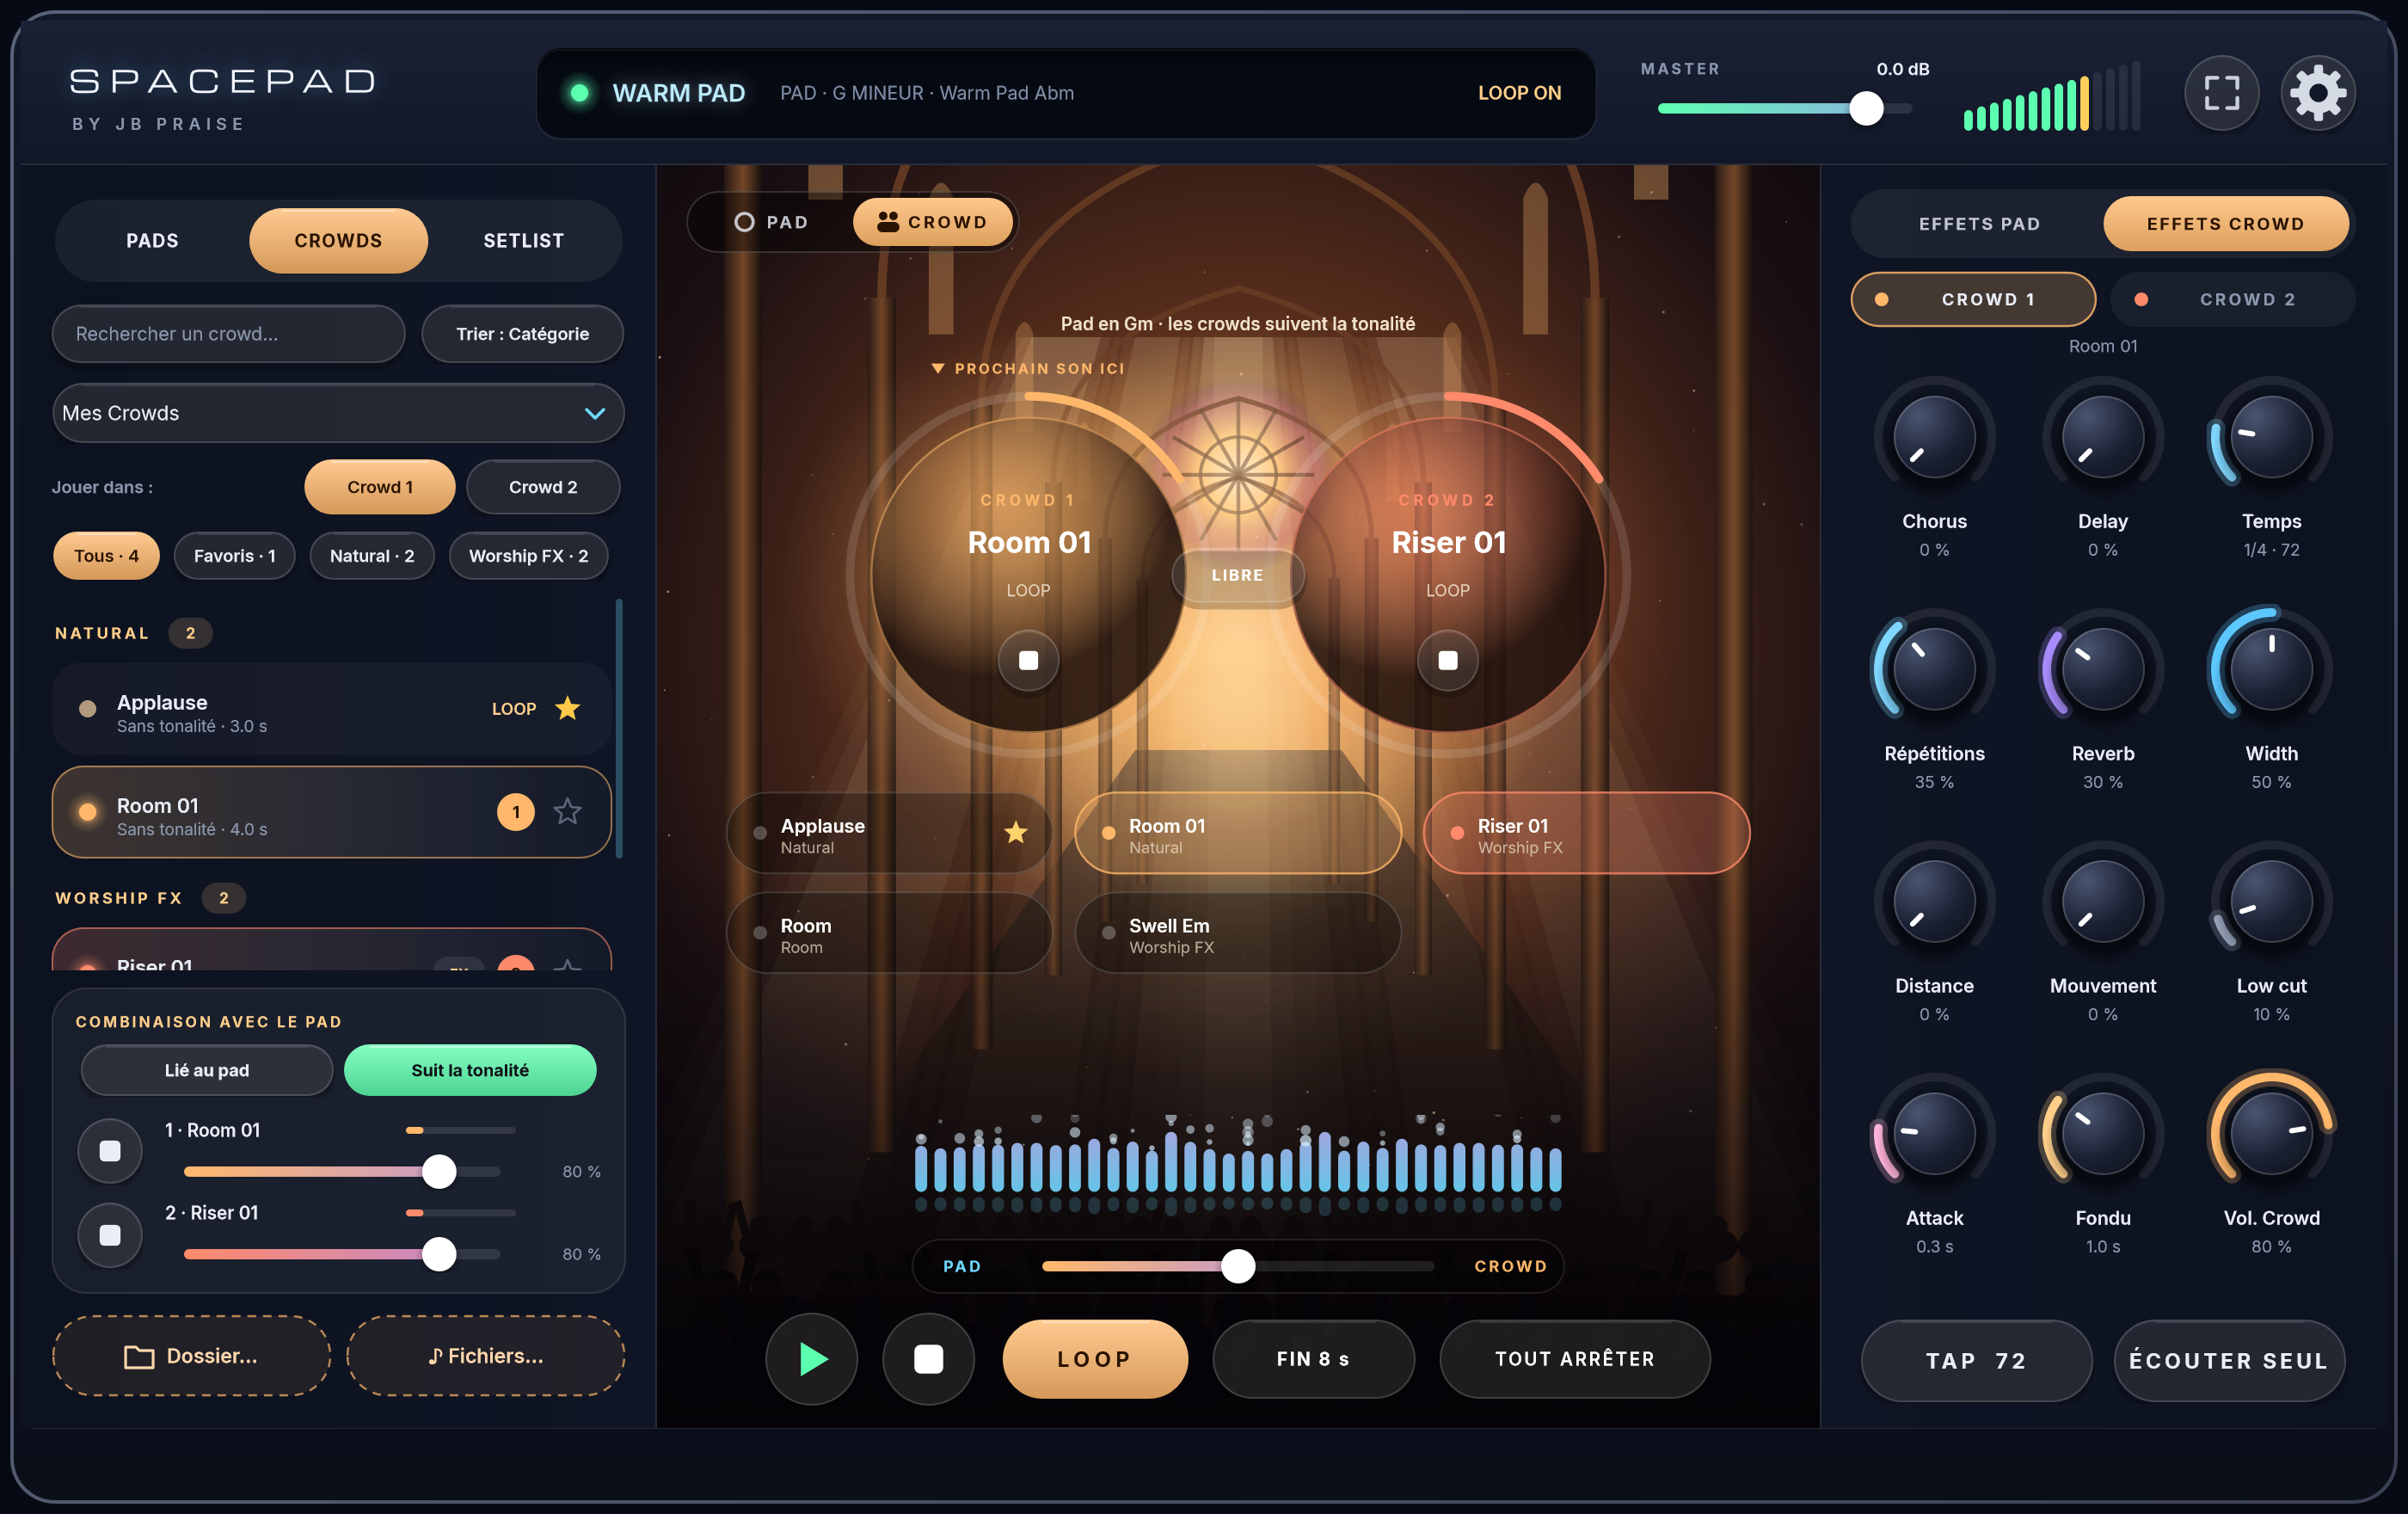 SPACEPAD
BY JB PRAISE
WARM PAD
PAD · G MINEUR · Warm Pad Abm
LOOP ON
MASTER
0.0 dB
PADS
CROWDS
SETLIST
Rechercher un crowd...
Trier : Catégorie
Mes Crowds
Jouer dans :
Crowd 1
Crowd 2
Tous · 4
Favoris · 1
Natural · 2
Worship FX · 2
NATURAL 2
Applause
Sans tonalité · 3.0 s
LOOP
Room 01
Sans tonalité · 4.0 s
1
WORSHIP FX 2
Riser 01
COMBINAISON AVEC LE PAD
Lié au pad
Suit la tonalité
1 · Room 01
80 %
2 · Riser 01
80 %
Dossier...
Fichiers...
PAD
CROWD
Pad en Gm · les crowds suivent la tonalité
PROCHAIN SON ICI
CROWD 1
Room 01
LOOP
LIBRE
CROWD 2
Riser 01
LOOP
Applause
Natural
Room 01
Natural
Riser 01
Worship FX
Room
Room
Swell Em
Worship FX
PAD
CROWD
LOOP
FIN 8 s
TOUT ARRÊTER
EFFETS PAD
EFFETS CROWD
CROWD 1
CROWD 2
Room 01
Chorus
0 %
Delay
0 %
Temps
1/4 · 72
Répétitions
35 %
Reverb
30 %
Width
50 %
Distance
0 %
Mouvement
0 %
Low cut
10 %
Attack
0.3 s
Fondu
1.0 s
Vol. Crowd
80 %
TAP 72
ÉCOUTER SEUL